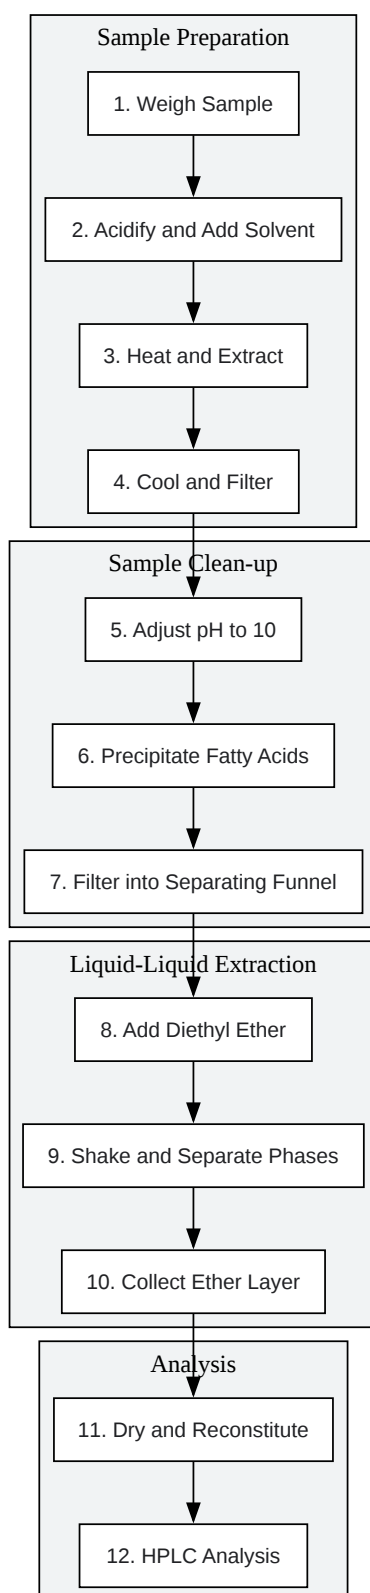 Sample Preparation
1. Weigh Sample
2. Acidify and Add Solvent
3. Heat and Extract
4. Cool and Filter
Sample Clean-up
5. Adjust pH to 10
6. Precipitate Fatty Acids
7. Filter into Separating Funnel
Liquid-Liquid Extraction
8. Add Diethyl Ether
9. Shake and Separate Phases
10. Collect Ether Layer
Analysis
11. Dry and Reconstitute
12. HPLC Analysis